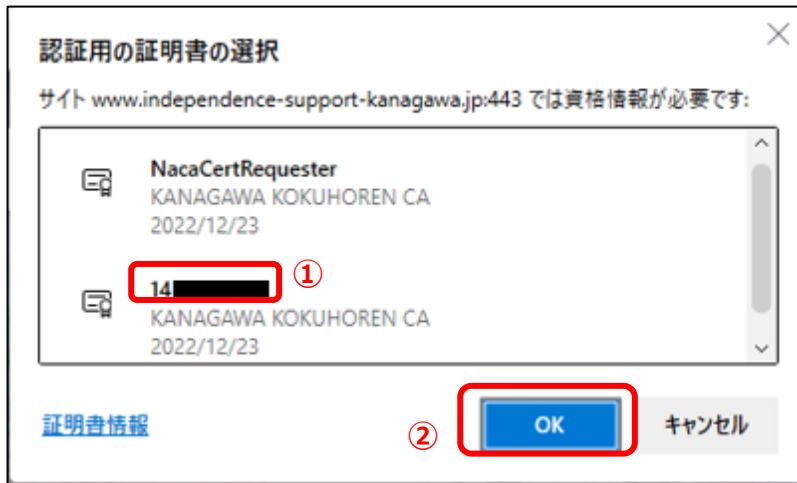 認証用の証明書の選択
サイト www.independence-support-kanagawa.jp:443 では資格情報が必要です:
NacaCertRequester
KANAGAWA KOKUHOREN CA
2022/12/23
14
①
KANAGAWA KOKUHOREN CA
2022/12/23
証明書情報
②
OK
キャンセル